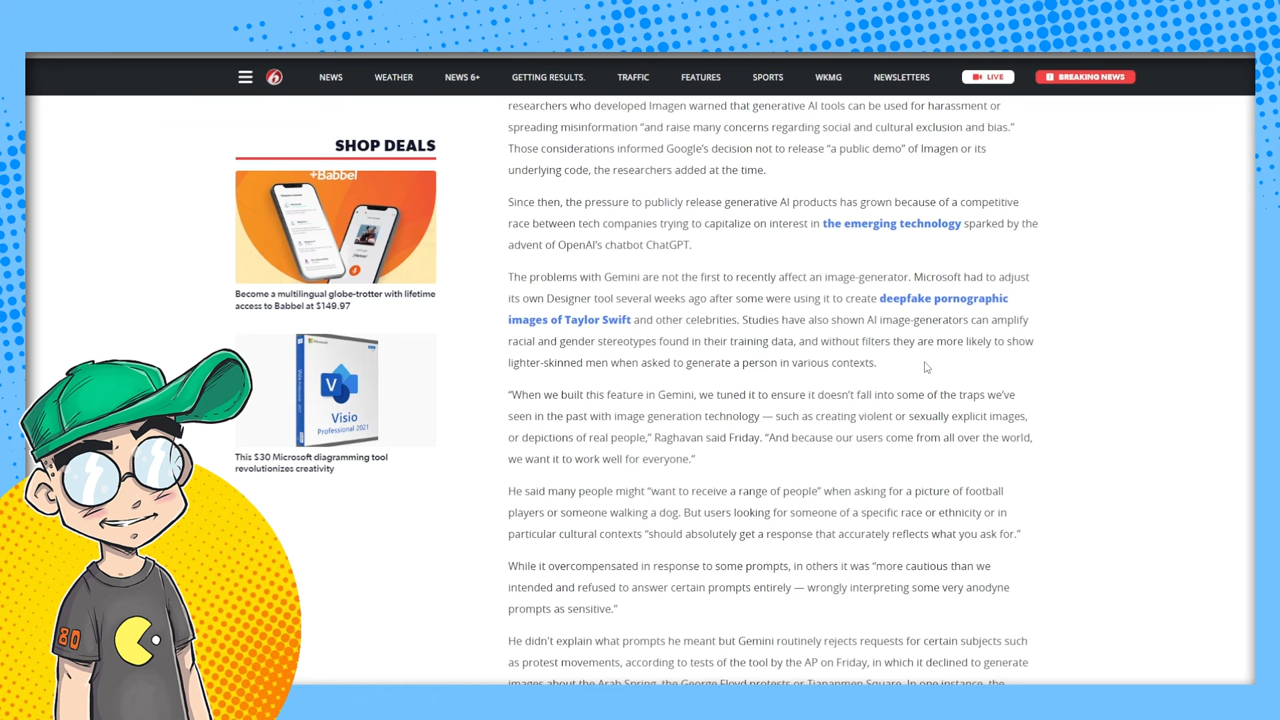 6
NEWS
WEATHER
NEWS 6+
GETTING RESULTS.
TRAFFIC
FEATURES
SPORTS
WKMG
NEWSLETTERS
LIVE
BREAKING NEWS
SHOP DEALS
+Babbel
Become a multilingual globe-trotter with lifetime
access to Babbel at $149.97
Microsoft
V
Visio
Professional 2021
This $30 Microsoft diagramming tool
revolutionizes creativity
researchers who developed Imagen warned that generative AI tools can be used for harassment or
spreading misinformation “and raise many concerns regarding social and cultural exclusion and bias.”
Those considerations informed Google’s decision not to release “a public demo” of Imagen or its
underlying code, the researchers added at the time.
Since then, the pressure to publicly release generative AI products has grown because of a competitive
race between tech companies trying to capitalize on interest in the emerging technology sparked by the
advent of OpenAI’s chatbot ChatGPT.
The problems with Gemini are not the first to recently affect an image-generator. Microsoft had to adjust
its own Designer tool several weeks ago after some were using it to create deepfake pornographic
images of Taylor Swift and other celebrities. Studies have also shown AI image-generators can amplify
racial and gender stereotypes found in their training data, and without filters they are more likely to show
lighter-skinned men when asked to generate a person in various contexts.
“When we built this feature in Gemini, we tuned it to ensure it doesn’t fall into some of the traps we’ve
seen in the past with image generation technology — such as creating violent or sexually explicit images,
or depictions of real people,” Raghavan said Friday. “And because our users come from all over the world,
we want it to work well for everyone.”
He said many people might “want to receive a range of people” when asking for a picture of football
players or someone walking a dog. But users looking for someone of a specific race or ethnicity or in
particular cultural contexts “should absolutely get a response that accurately reflects what you ask for.”
While it overcompensated in response to some prompts, in others it was “more cautious than we
intended and refused to answer certain prompts entirely — wrongly interpreting some very anodyne
prompts as sensitive.”
He didn't explain what prompts he meant but Gemini routinely rejects requests for certain subjects such
as protest movements, according to tests of the tool by the AP on Friday, in which it declined to generate
images about the Arab Spring, the George Floyd protests or Tiananmen Square. In one instance, the
80